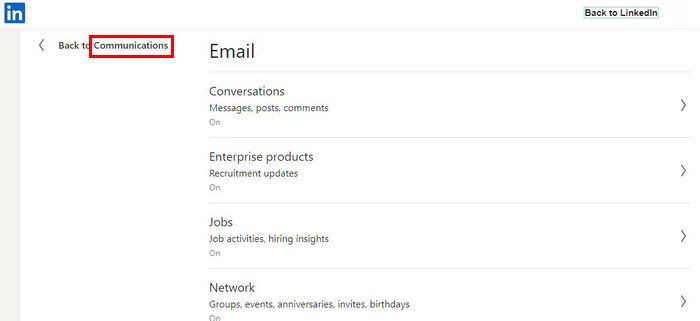 in
Back to LinkedIn
Back to Communications
Email
Conversations
Messages, posts, comments
On
Enterprise products
Recruitment updates
On
Jobs
Job activities, hiring insights
On
Network
Groups, events, anniversaries, invites, birthdays
On